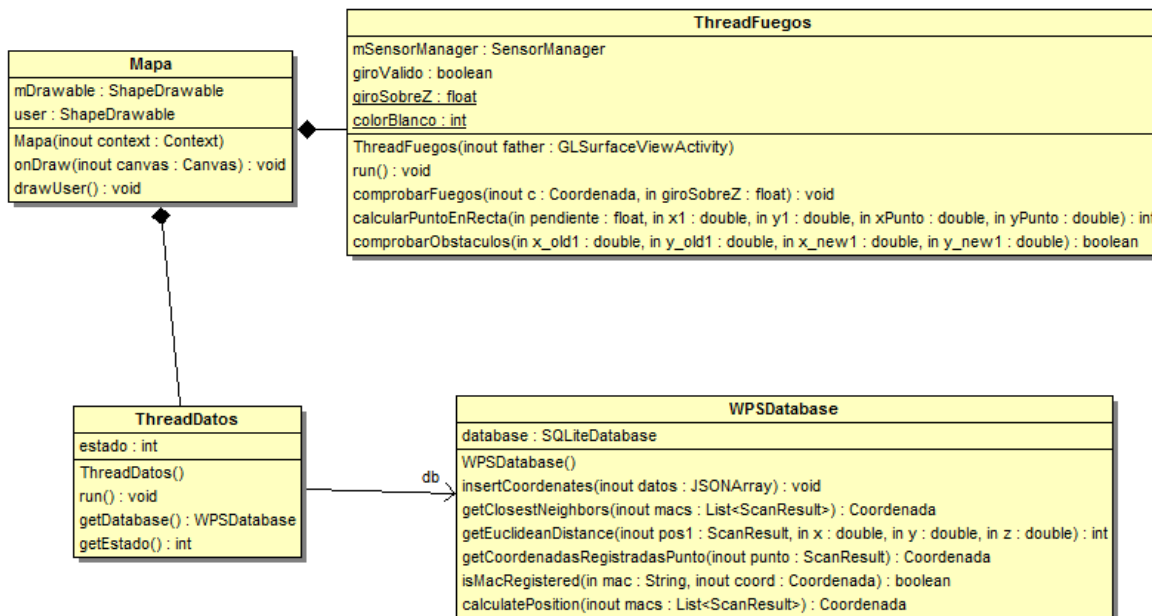 Mapa
mDrawable : ShapeDrawable
user : ShapeDrawable
Mapa(inout context : Context)
onDraw(inout canvas : Canvas) : void
drawUser() : void
ThreadFuegos
mSensorManager : SensorManager
giroValido : boolean
giroSobreZ : float
colorBlanco : int
ThreadFuegos(inout father : GLSurfaceViewActivity)
run() : void
comprobarFuegos(inout c : Coordenada, in giroSobreZ : float) : void
calcularPuntoEnRecta(in pendiente : float, in x1 : double, in y1 : double, in xPunto : double, in yPunto : double) : int
comprobarObstaculos(in x_old1 : double, in y_old1 : double, in x_new1 : double, in y_new1 : double) : boolean
ThreadDatos
estado : int
ThreadDatos()
run() : void
getDatabase() : WPSDatabase
getEstado() : int
db
WPSDatabase
database : SQLiteDatabase
WPSDatabase()
insertCoordenates(inout datos : JSONArray) : void
getClosestNeighbors(inout macs : List<ScanResult>) : Coordenada
getEuclideanDistance(inout pos1 : ScanResult, in x : double, in y : double, in z : double) : int
getCoordenadasRegistradasPunto(inout punto : ScanResult) : Coordenada
isMacRegistered(in mac : String, inout coord : Coordenada) : boolean
calculatePosition(inout macs : List<ScanResult>) : Coordenada